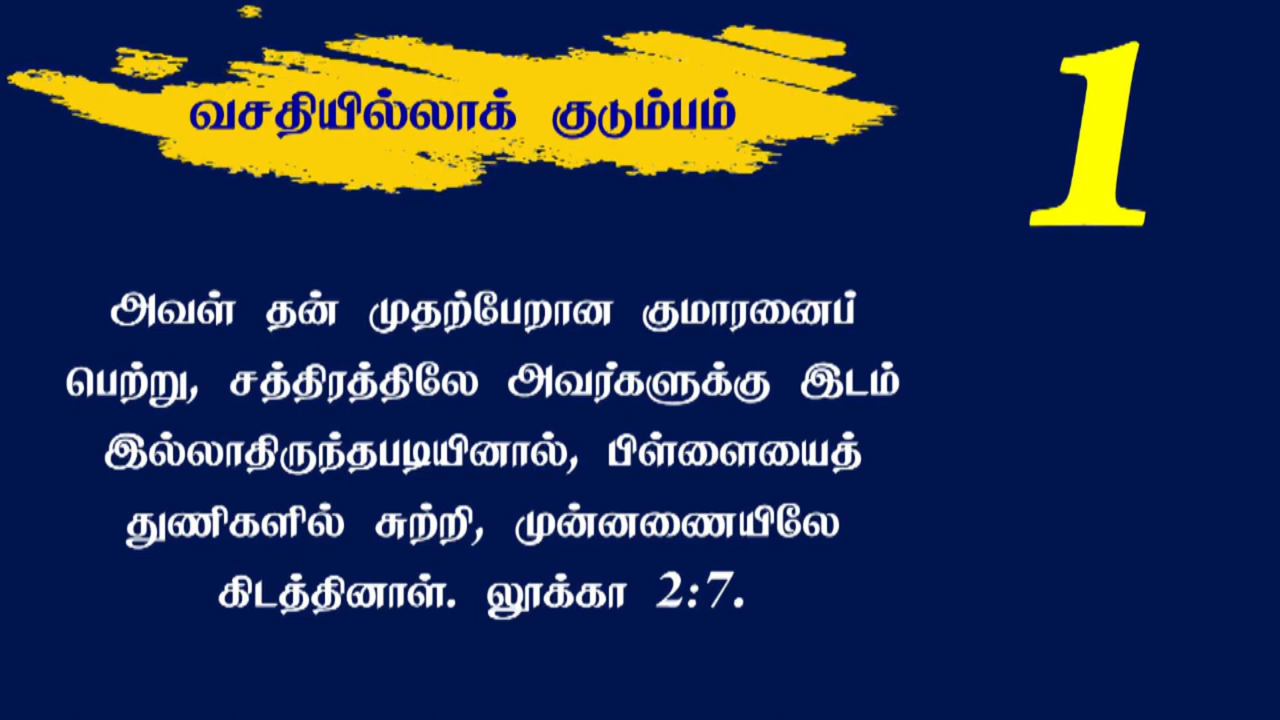 வசதியில்லாக் குடும்பம்
1
அவள் தன் முதற்பேறான குமாரனைப்
பெற்று, சத்திரத்திலே அவர்களுக்கு இடம்
இல்லாதிருந்தபடியினால், பிள்ளையைத்
துணிகளில் சுற்றி, முன்னணையிலே
கிடத்தினாள். லூக்கா 2:7.